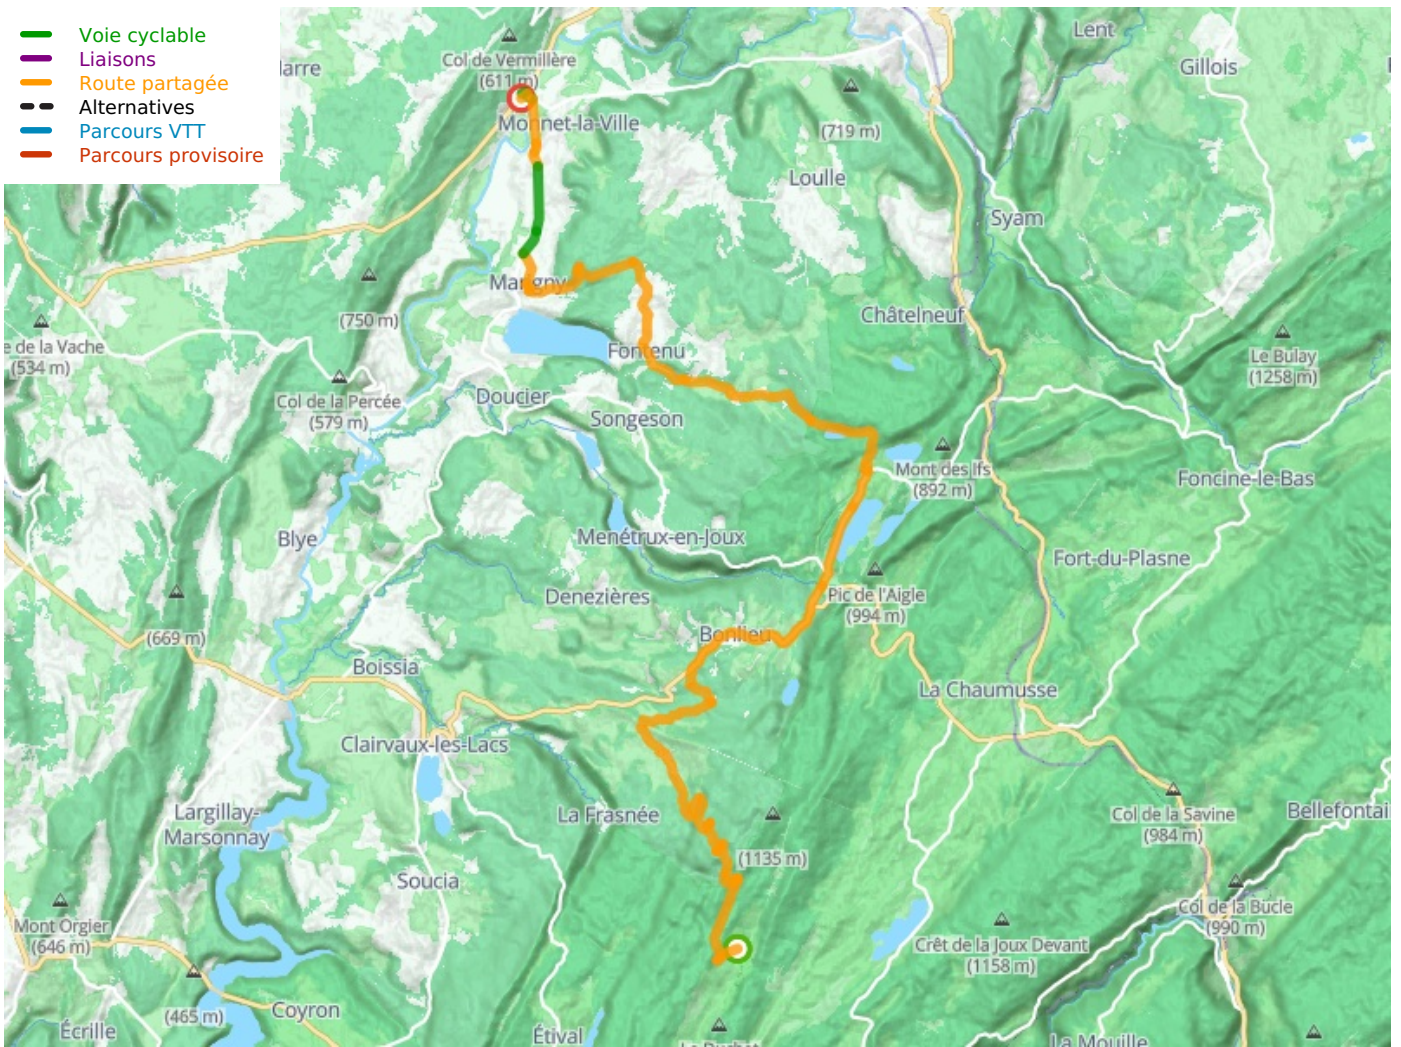 Voie cyclable
Liaisons
Route partagée
Alternatives
Parcours VTT
Parcours provisoire
Lent
Col de Vermillère
(611 m)
Gillois
Monnet-la-Ville
(719 m)
Loulle
Syam
Marigny
(750 m)
Châtelneuf
e de la Vache
(534 m)
Fontenu
Le Bulay
(1258 m)
Doucier
Col de la Percée
(579 m)
Songeson
Mont des Ifs
(892 m)
Foncine-le-Bas
Blye
Menétrux-en-Joux
Fort-du-Plasne
Denezières
Pic de l'Aigle
(994 m)
(669 m)
Bonlieu
Boissia
La Chaumusse
Clairvaux-les-Lacs
Largillay-
Marsonnay
La Frasnée
Col de la Savine
(984 m)
Bellefontai
(1135 m)
Soucia
Mont Orgier
(646 m)
Col de la Bucle
(990 m)
Crêt de la Joux Devant
(1158 m)
Coyron
(465 m)
Écrille
Étival
La Mouille